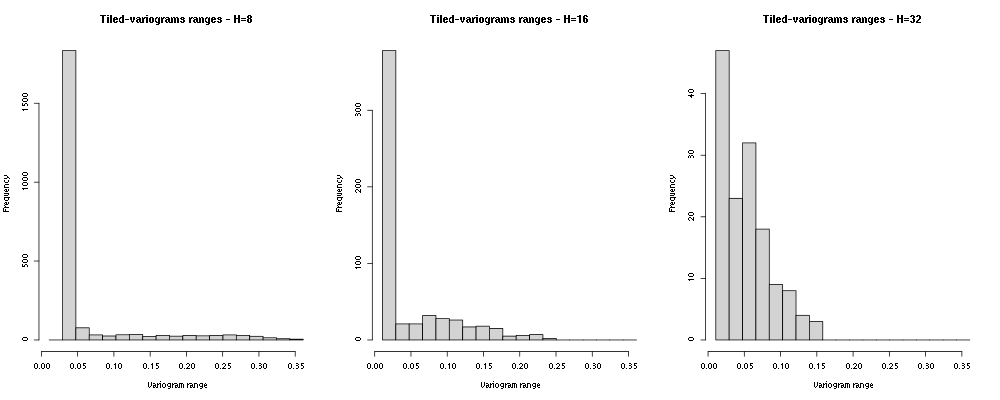 Tiled-variograms ranges - H=8
Frequency
1500
1000
500
0
0.00 0.05 0.10 0.15 0.20 0.25 0.30 0.35
Variogram range
Tiled-variograms ranges - H=16
Frequency
300
200
100
0
0.00 0.05 0.10 0.15 0.20 0.25 0.30 0.35
Variogram range
Tiled-variograms ranges - H=32
Frequency
40
30
20
10
0
0.00 0.05 0.10 0.15 0.20 0.25 0.30 0.35
Variogram range